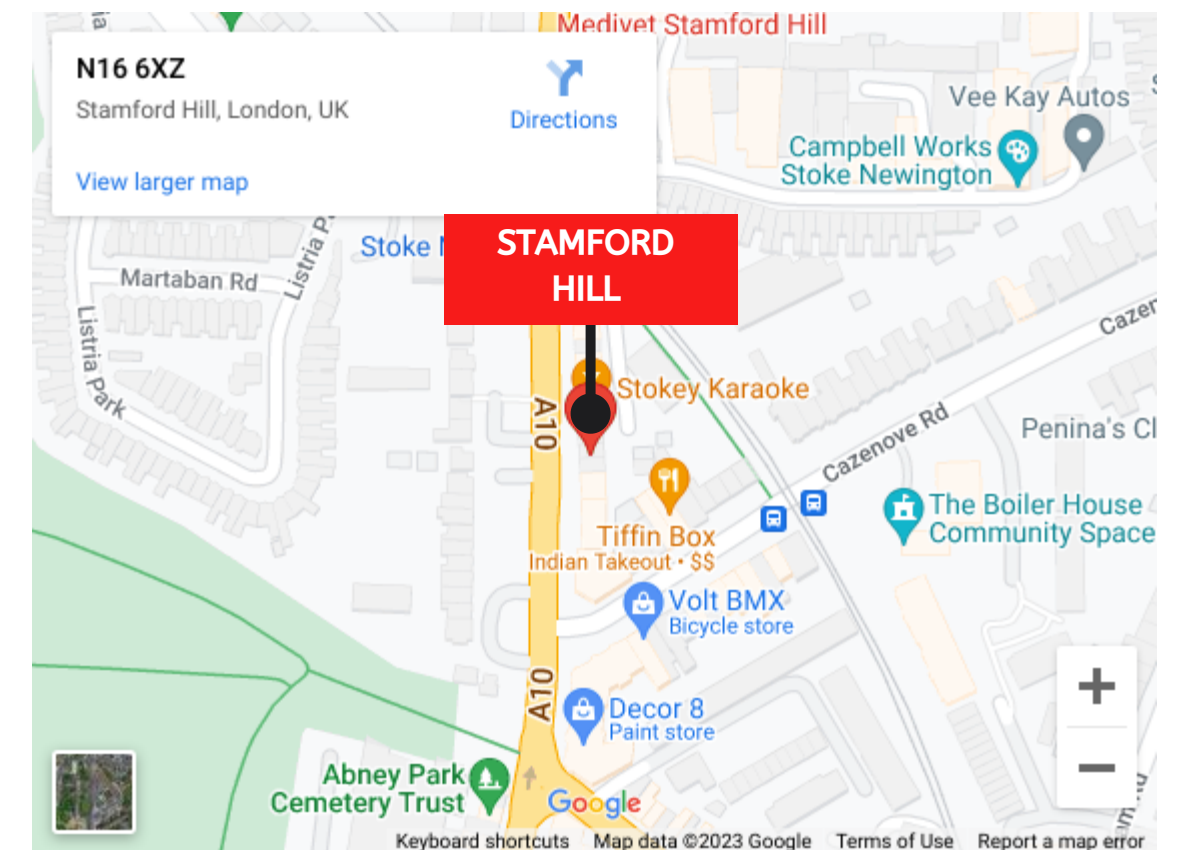 Medivet Stamford Hill
N16 6XZ
Stamford Hill, London, UK
Directions
View larger map
Vee Kay Autos
Campbell Works
Stoke Newington
STAMFORD
HILL
Stoke
Martaban Rd
Listria
Listria Park
Cazenove Rd
A10
Stokey Karaoke
Penina's
Tiffin Box
Indian Takeout • $$
The Boiler House
Community Space
Volt BMX
Bicycle store
A10
Decor 8
Paint store
Abney Park
Cemetery Trust
Google
Keyboard shortcuts Map data ©2023 Google Terms of Use Report a map error